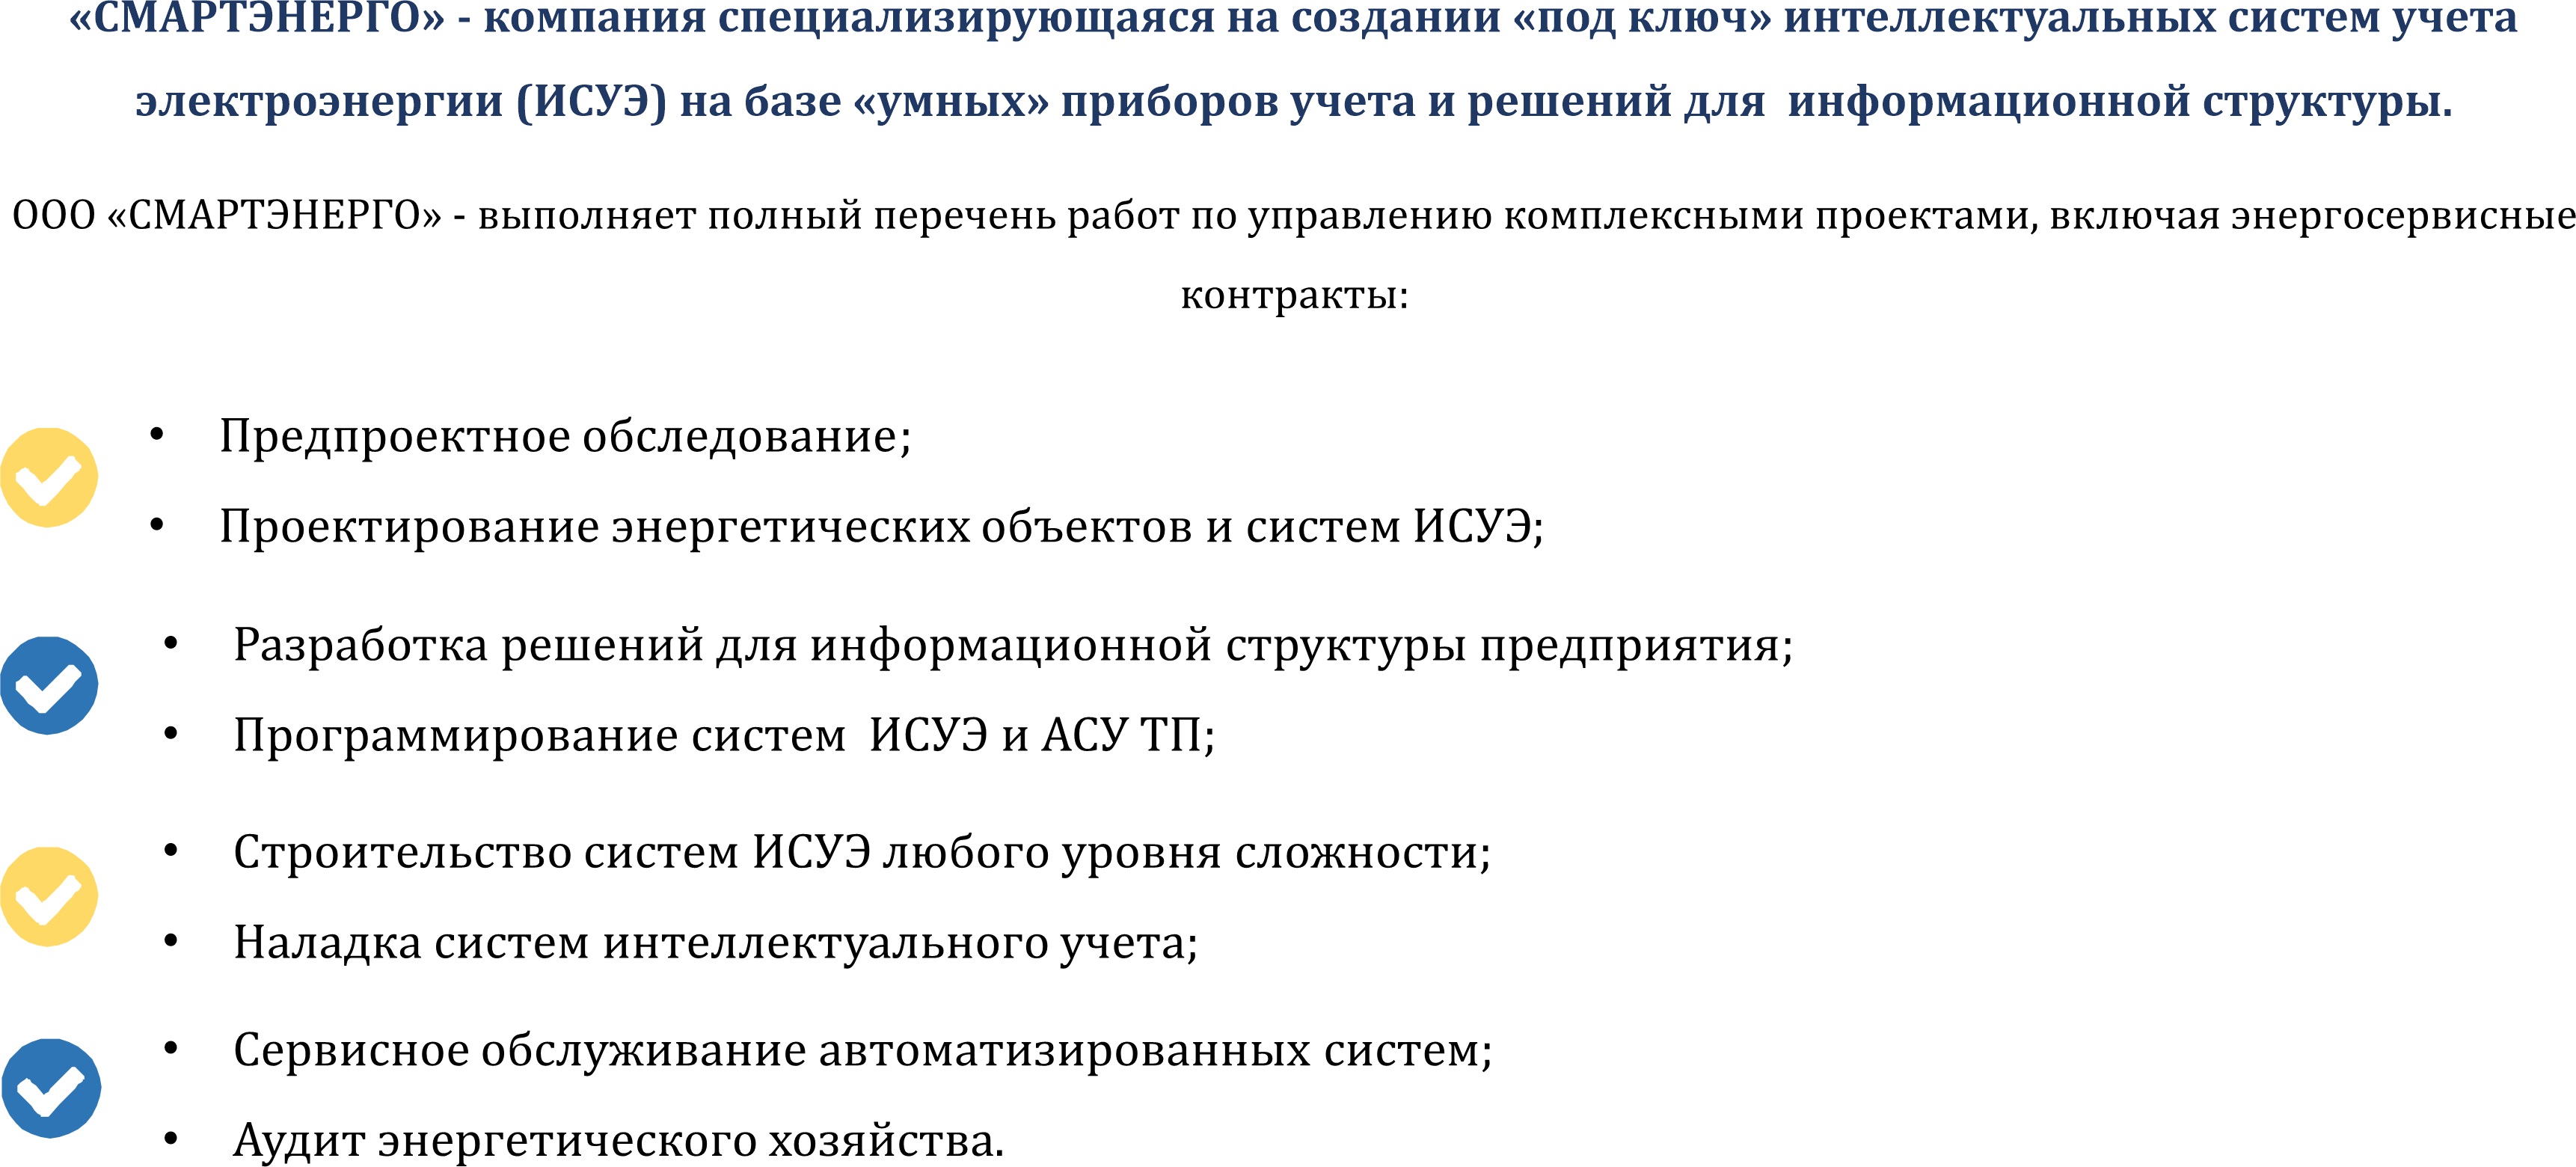 «СМАРТЭНЕРГО» - компания специализирующаяся на создании «под ключ» интеллектуальных систем учета
электроэнергии (ИСУЭ) на базе «умных» приборов учета и решений для  информационной структуры.
ООО «СМАРТЭНЕРГО» - выполняет полный перечень работ по управлению комплексными проектами, включая энергосервисные
контракты:
• Предпроектное обследование;
• Проектирование энергетических объектов и систем ИСУЭ;
• Разработка решений для информационной структуры предприятия;
• Программирование систем  ИСУЭ и АСУ ТП;
• Строительство систем ИСУЭ любого уровня сложности;
• Наладка систем интеллектуального учета;
• Сервисное обслуживание автоматизированных систем;
• Аудит энергетического хозяйства.